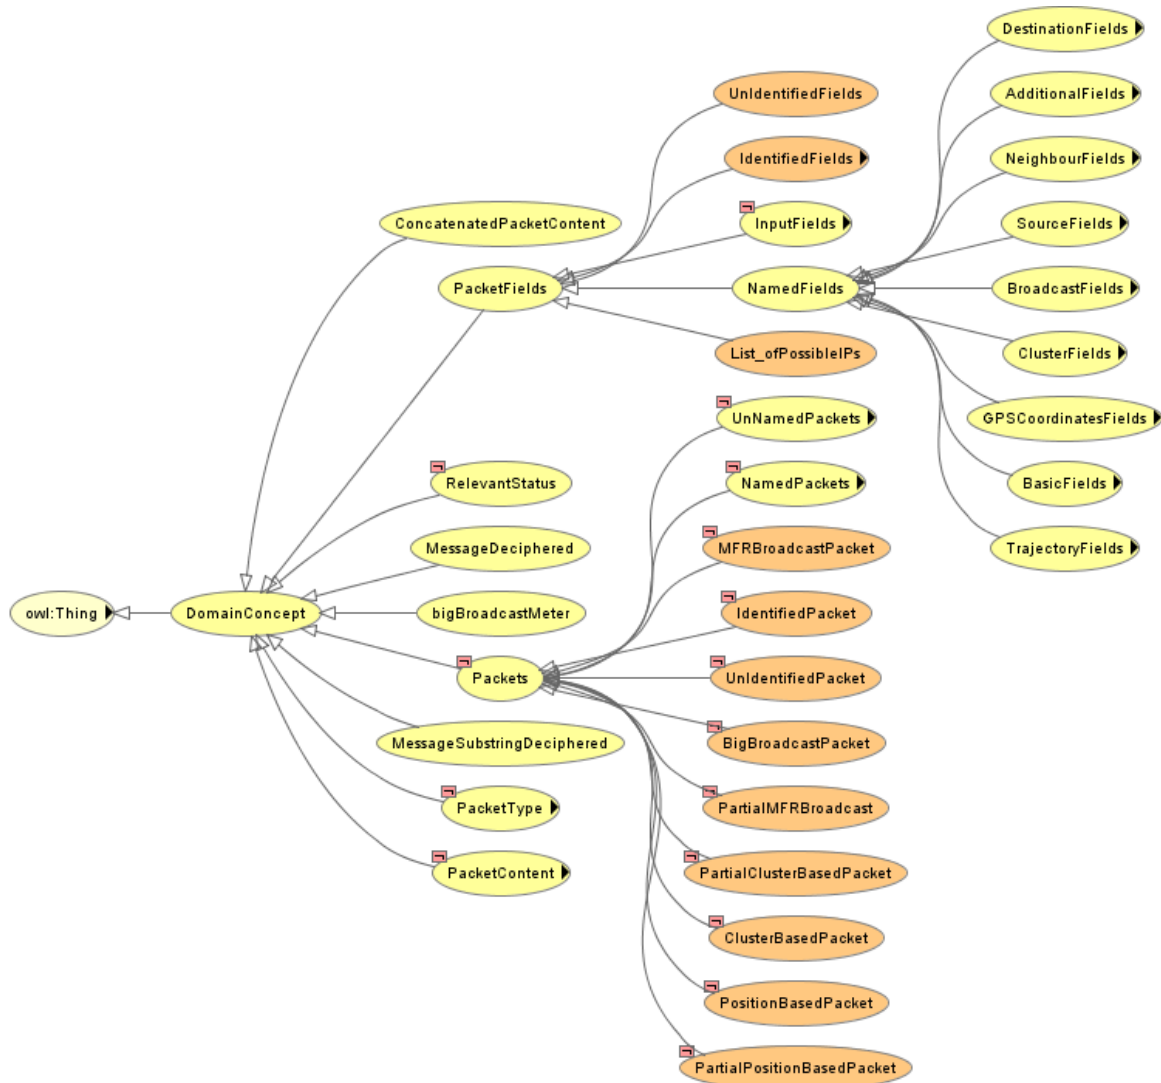 DestinationFields
UnIdentifiedFields
AdditionalFields
IdentifiedFields
NeighbourFields
ConcatenatedPacketContent
InputFields
SourceFields
PacketFields
NamedFields
BroadcastFields
List_ofPossibleIPs
ClusterFields
UnNamedPackets
GPSCoordinatesFields
RelevantStatus
NamedPackets
BasicFields
MessageDeciphered
MFRBroadcastPacket
TrajectoryFields
owl:Thing
DomainConcept
bigBroadcastMeter
IdentifiedPacket
Packets
UnIdentifiedPacket
MessageSubstringDeciphered
BigBroadcastPacket
PacketType
PartialMFRBroadcast
PacketContent
PartialClusterBasedPacket
ClusterBasedPacket
PositionBasedPacket
PartialPositionBasedPacket